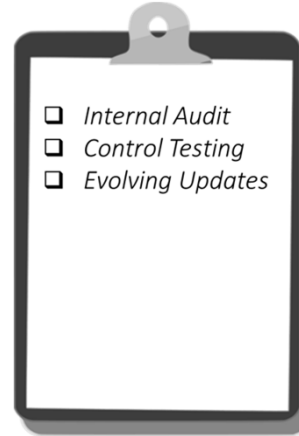 ❑ Internal Audit
❑ Control Testing
❑ Evolving Updates